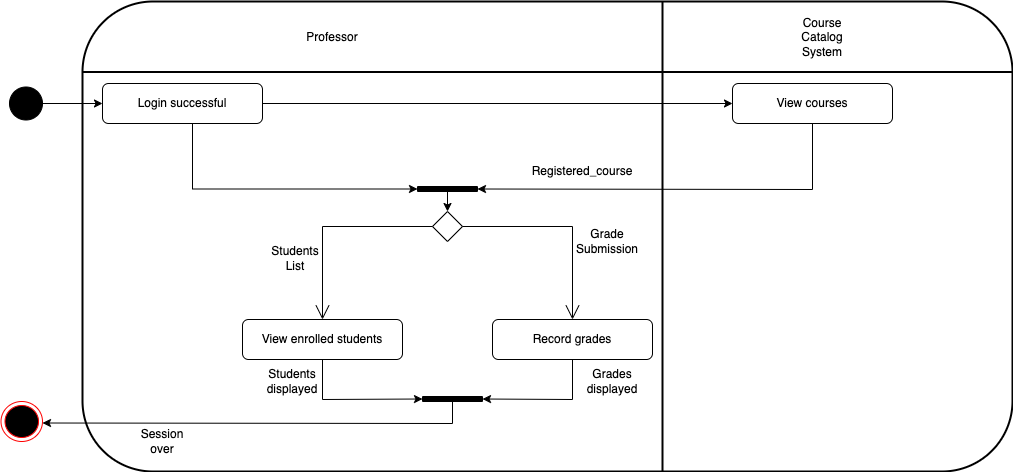 Professor
Course
Catalog
System
Login successful
View courses
Registered_course
Students
List
Grade
Submission
View enrolled students
Record grades
Students
displayed
Grades
displayed
Session
over